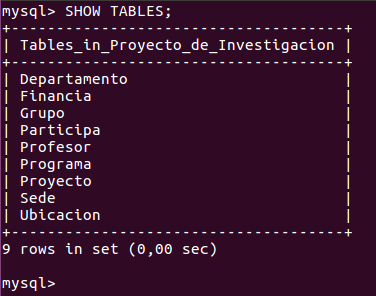 mysql> SHOW TABLES;
+-------------------------------------+
| Tables_in_Proyecto_de_Investigacion |
+-------------------------------------+
| Departamento                        |
| Financia                            |
| Grupo                               |
| Participa                           |
| Profesor                            |
| Programa                            |
| Proyecto                            |
| Sede                                |
| Ubicacion                           |
+-------------------------------------+
9 rows in set (0,00 sec)
mysql>